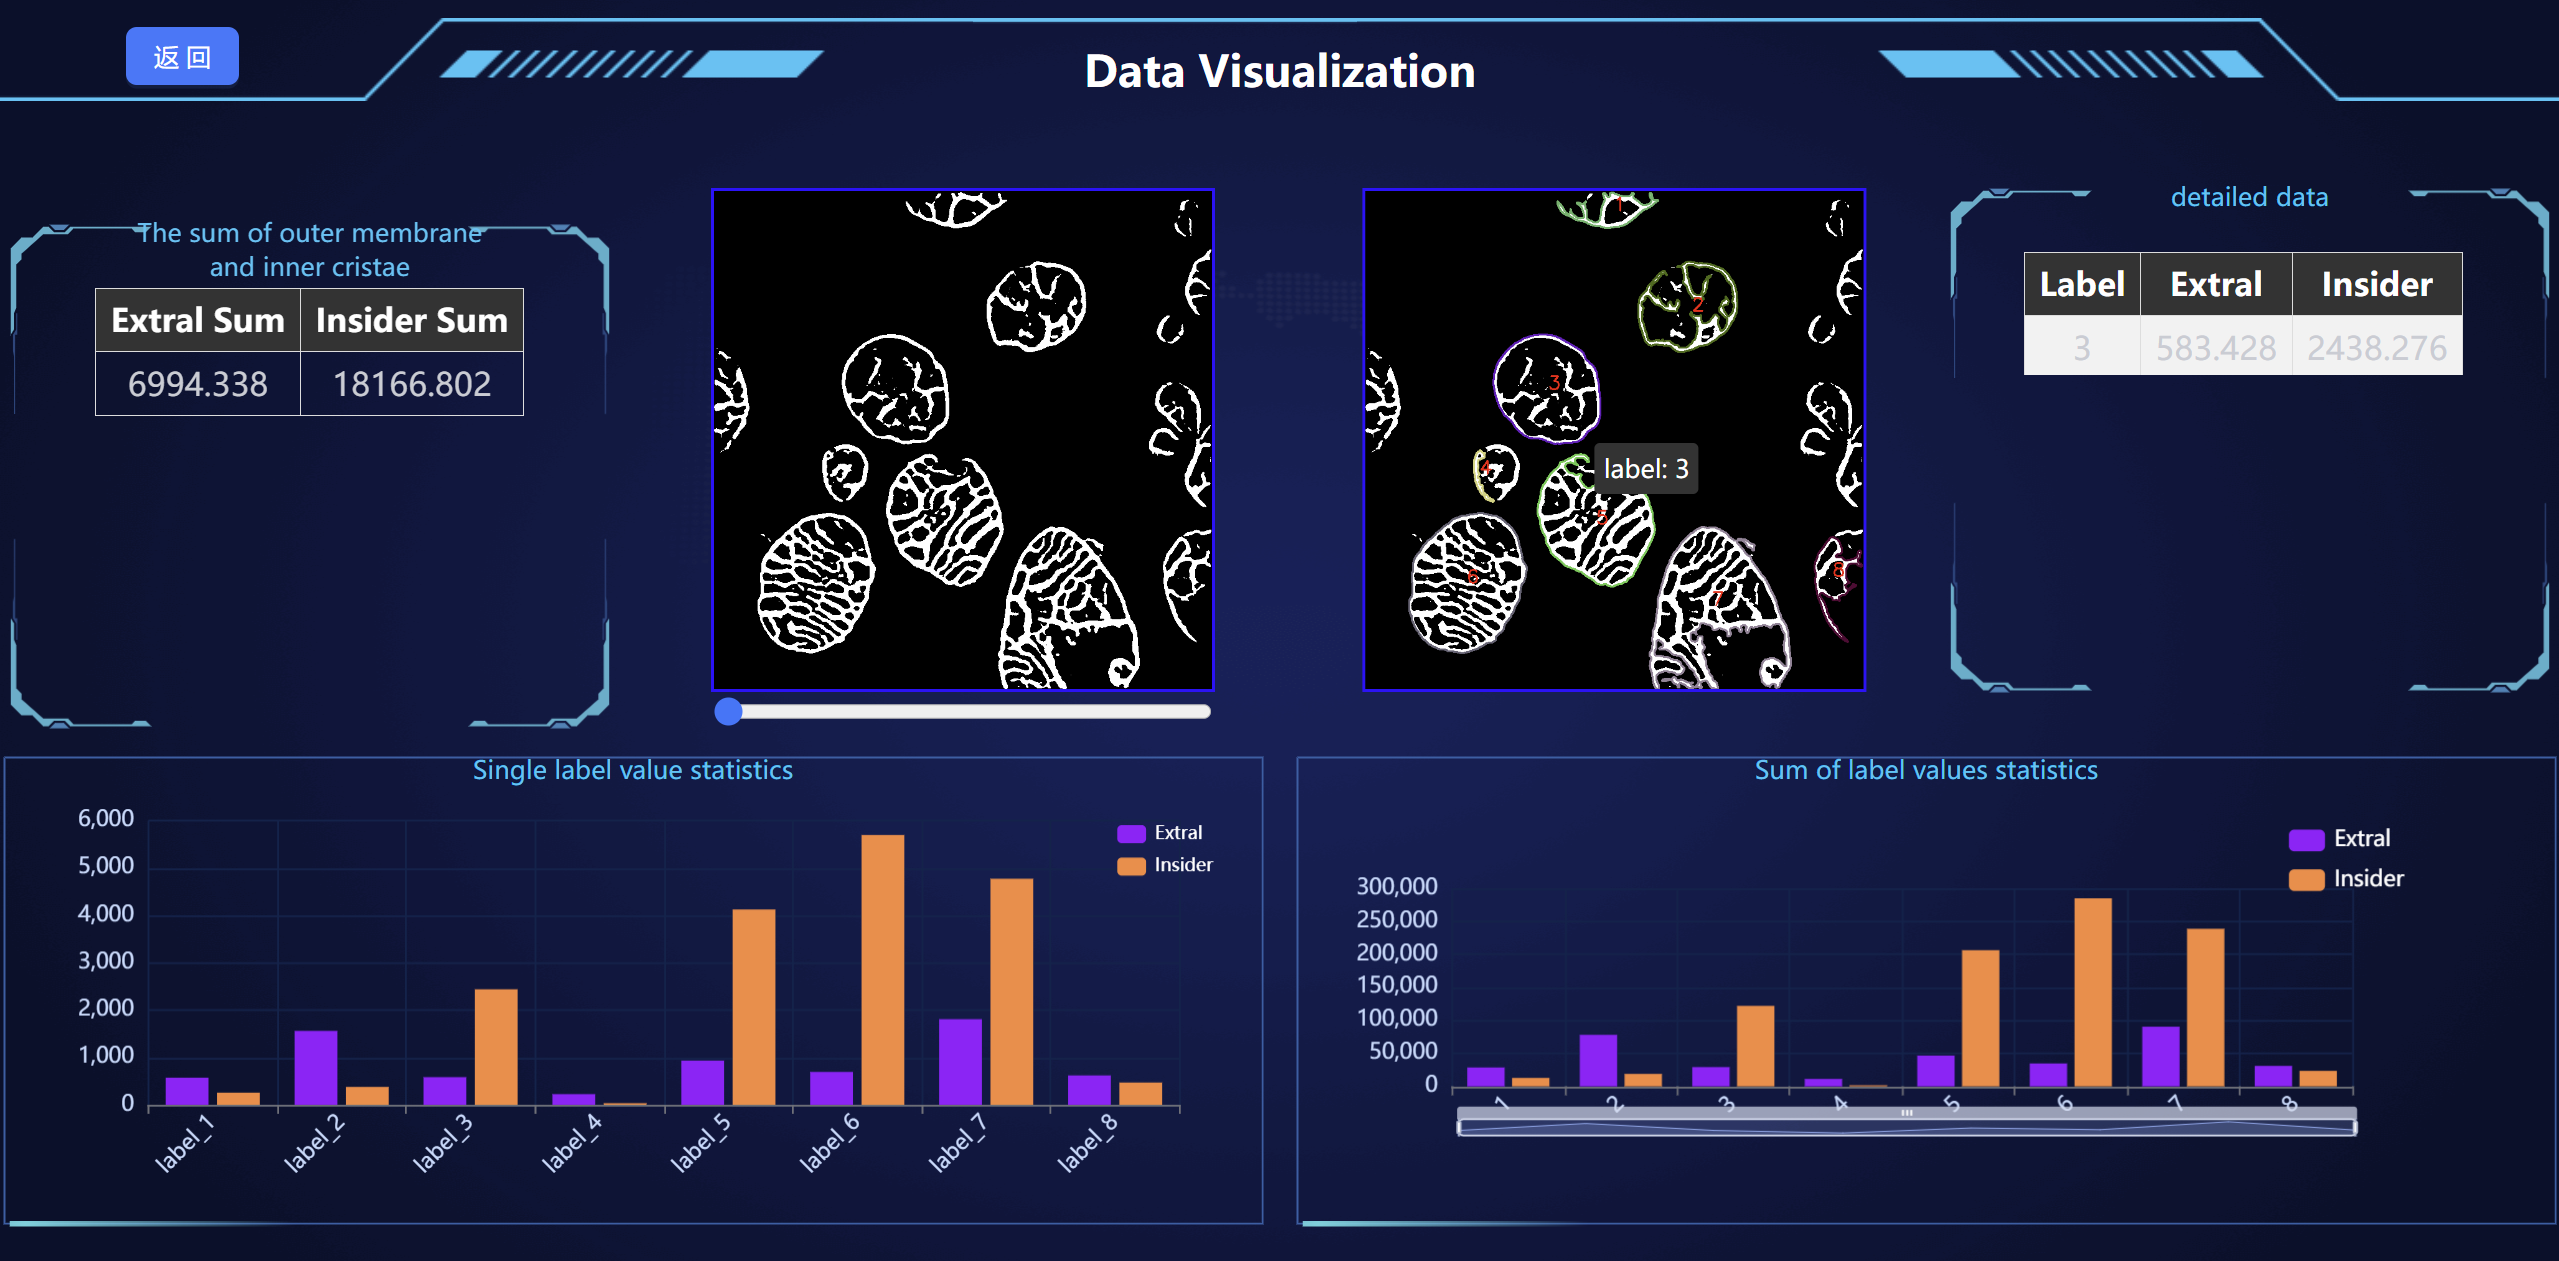 返回
Data Visualization
The sum of outer membrane
and inner cristae
Extral Sum Insider Sum
6994.338 18166.802
1
2
3
4
label: 3
5
6
7
8
detailed data
Label Extral Insider
3 583.428 2438.276
Single label value statistics
Extral
Insider
6,000
5,000
4,000
3,000
2,000
1,000
0
label_1 label_2 label_3 label_4 label_5 label_6 label_7 label_8
Sum of label values statistics
Extral
Insider
300,000
250,000
200,000
150,000
100,000
50,000
0
1 2 3 4 5 6 7 8